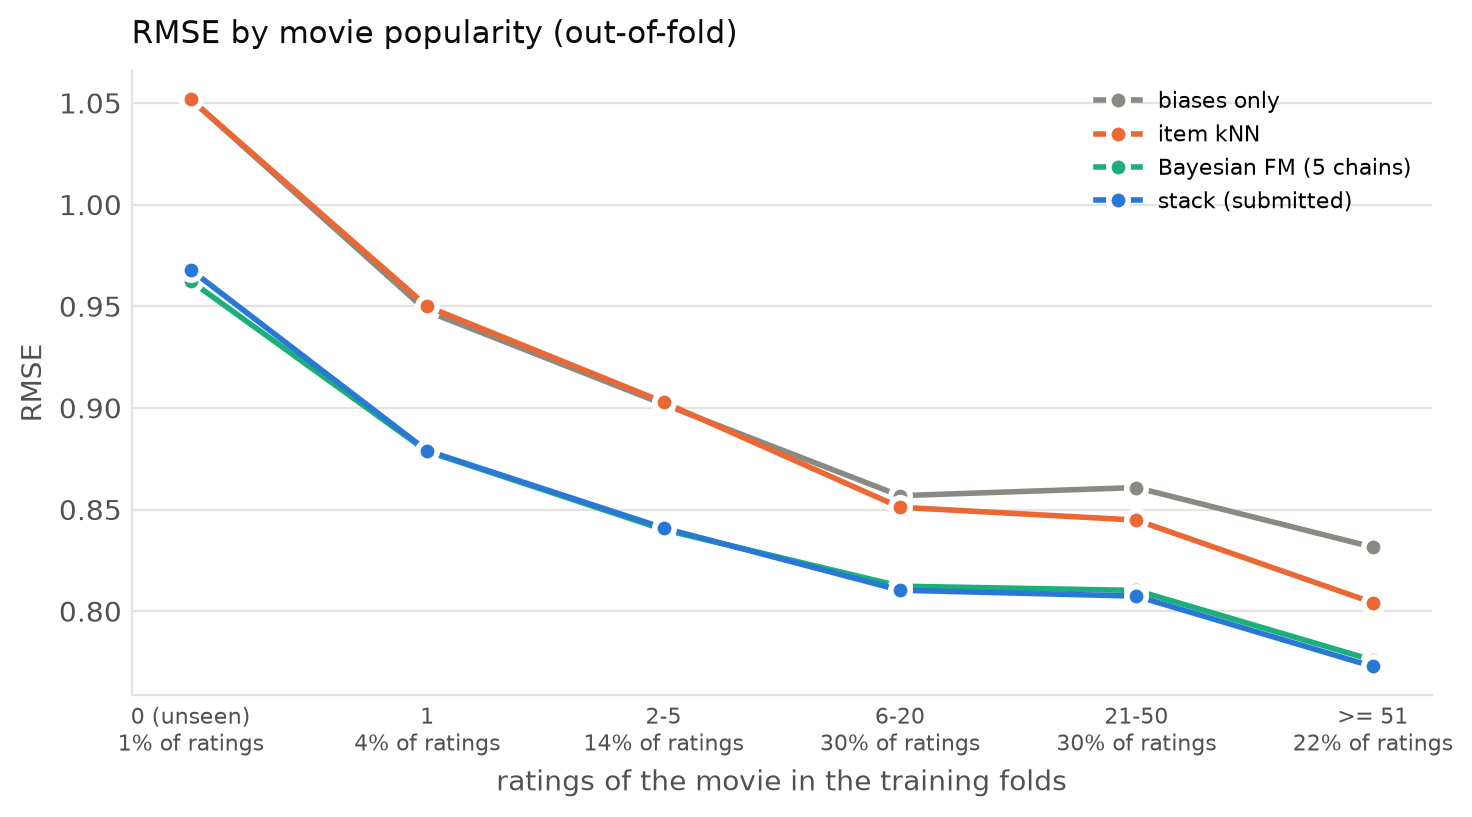 RMSE by movie popularity (out-of-fold)
biases only
item kNN
Bayesian FM (5 chains)
stack (submitted)
RMSE
1.05
1.00
0.95
0.90
0.85
0.80
0 (unseen) 1 2-5 6-20 21-50 >= 51
1% of ratings 4% of ratings 14% of ratings 30% of ratings 30% of ratings 22% of ratings
ratings of the movie in the training folds